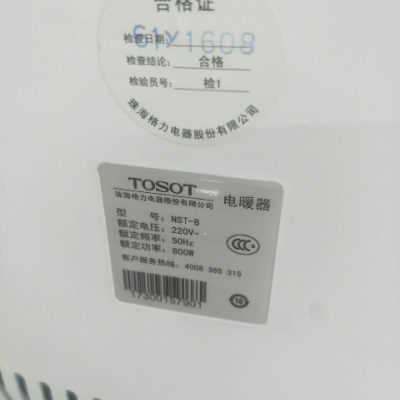 合格证
检查日期:
61Y1608
检查结论: 合格
检验员号: 检1
珠海格力电器股份有限公司
TOSOT 电暖器
珠海格力电器股份有限公司
型 号: NST-8
额定电压: 220V~
额定频率: 50Hz
额定功率: 800W
客户服务热线: 4008 365 315
17300157901
10